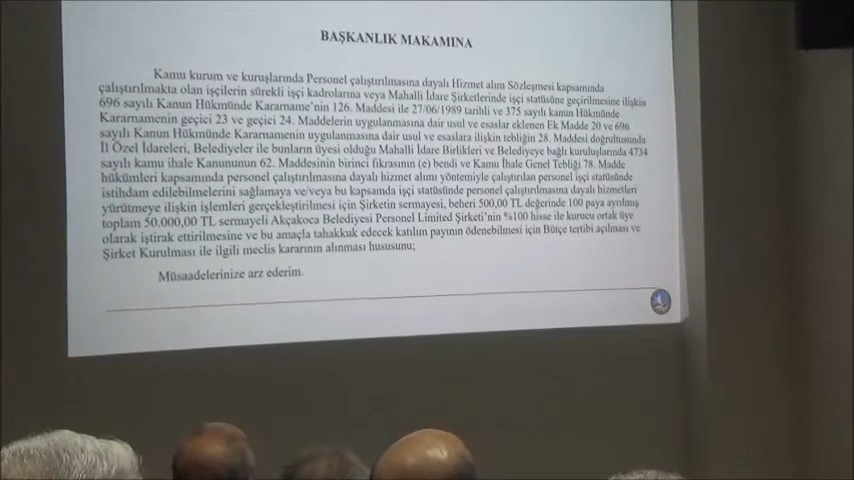 BAŞKANLIK MAKAMINA
Kamu kurum ve kuruşlarında Personel çalıştırılmasına dayalı Hizmet alım Sözleşmesi kapsamında
çalıştırılmakta olan işçilerin sürekli işçi kadrolarına veya Mahalli İdare Şirketlerinde işçi statüsüne geçirilmesine ilişkin
696 sayılı Kanun Hükmünde Kararname’nin 126. Maddesi ile 27/06/1989 tarihli ve 375 sayılı kanun Hükmünde
Kararnamenin geçici 23 ve geçici 24. Maddelerin uygulanmasına dair usul ve esaslar eklenen Ek Madde 20 ve 696
sayılı Kanun Hükmünde Kararnamenin uygulanmasına dair usul ve esaslara ilişkin tebliğin 28. Maddesi doğrultusunda
İl Özel İdareleri, Belediyeler ile bunların üyesi olduğu Mahalli İdare Birlikleri ve Belediyeye bağlı kuruluşlarında 4734
sayılı kamu ihale Kanununun 62. Maddesinin birinci fıkrasının (e) bendi ve Kamu İhale Genel Tebliği 78. Madde
hükümleri kapsamında personel çalıştırılmasına dayalı hizmet alımı yöntemiyle çalıştırılan personel işçi statüsünde
istihdam edilebilmelerini sağlamaya ve/veya bu kapsamda işçi statüsünde personel çalıştırılmasına dayalı hizmetleri
yürütmeye ilişkin işlemleri gerçekleştirilmesi için Şirketin sermayesi, beheri 500,00 TL değerinde 100 paya ayrılmış
toplam 50.000,00 TL sermayeli Akçakoca Belediyesi Personel Limited Şirketi’nin %100 hisse ile kurucu ortak üye
olarak iştirak ettirilmesine ve bu amaçla tahakkuk edecek katılım payının ödenebilmesi için Bütçe tertibi açılması ve
Şirket Kurulması ile ilgili meclis kararının alınması hususunu;
Müsaadelerinize arz ederim.